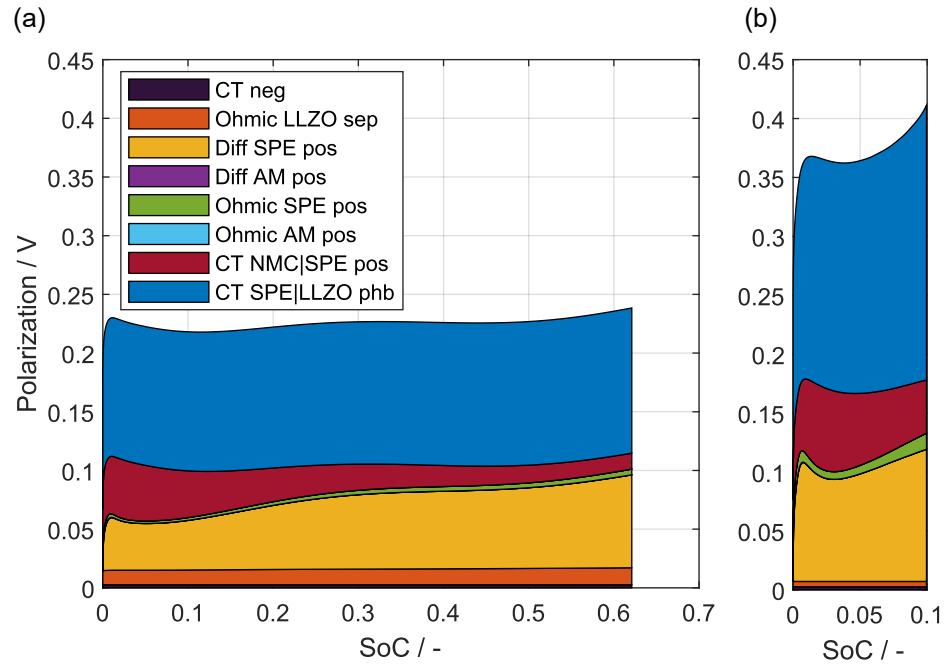 (a)
(b)
0.45
0.4
0.35
0.3
0.25
0.2
0.15
0.1
0.05
0
Polarization / V
CT neg
Ohmic LLZO sep
Diff SPE pos
Diff AM pos
Ohmic SPE pos
Ohmic AM pos
CT NMC|SPE pos
CT SPE|LLZO phb
0
0.1
0.2
0.3
0.4
0.5
0.6
0.7
SoC / -
0.45
0.4
0.35
0.3
0.25
0.2
0.15
0.1
0.05
0
0
0.05
0.1
SoC / -